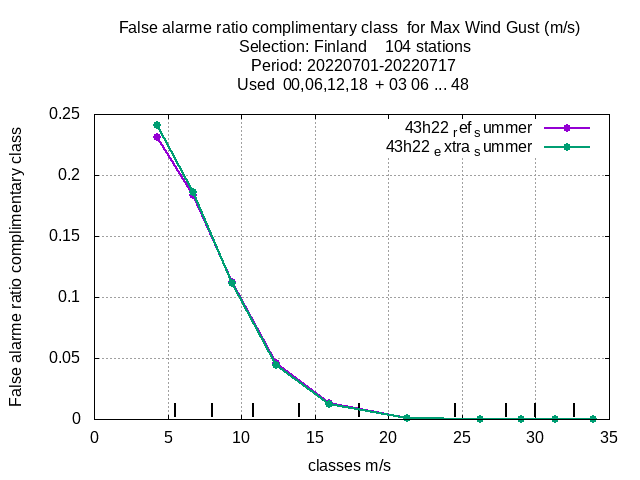 False alarme ratio complimentary class  for Max Wind Gust (m/s)
Selection: Finland    104 stations
Period: 20220701-20220717
Used  00,06,12,18  + 03 06 ... 48
False alarme ratio complimentary class
0.25
0.2
0.15
0.1
0.05
0
43h22 ref summer
43h22 extra summer
0 5 10 15 20 25 30 35
classes m/s